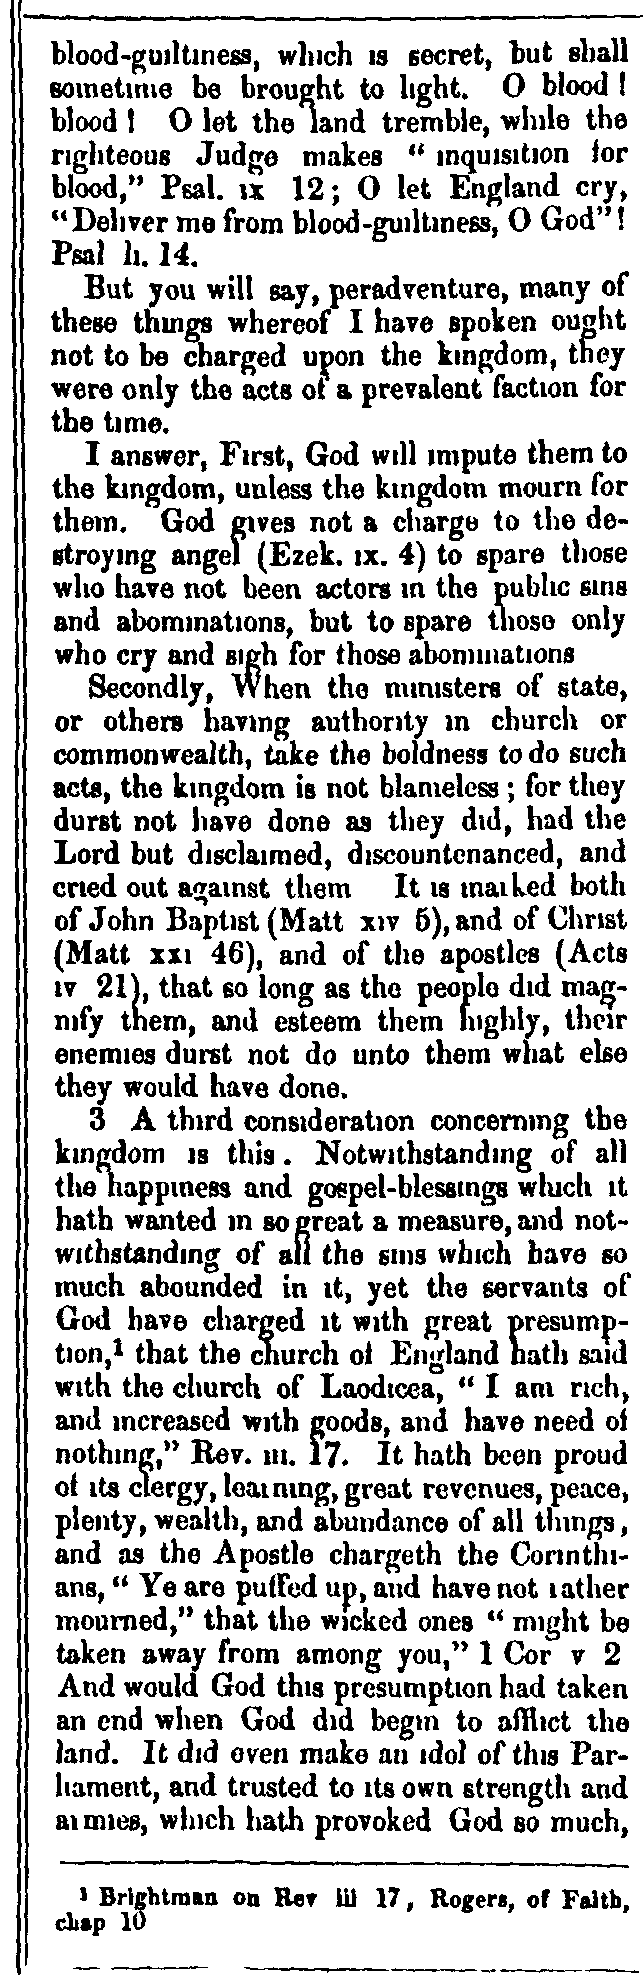 blood-guiltiness, which is secret, but shall
sometime be brought to light. O blood!
blood! O let the land tremble, while the
righteous Judge makes “ inquisition for
blood,” Psal. ix 12; O let England cry,
“Deliver me from blood-guiltiness, O God”!
Psal li. 14.
But you will say, peradventure, many of
these things whereof I have spoken ought
not to be charged upon the kingdom, they
were only the acts of a prevalent faction for
the time.
I answer, First, God will impute them to
the kingdom, unless the kingdom mourn for
them. God gives not a charge to the de-
stroying angel (Ezek. ix. 4) to spare those
who have not been actors in the public sins
and abominations, but to spare those only
who cry and sigh for those abominations
Secondly, When the ministers of state,
or others having authority in church or
commonwealth, take the boldness to do such
acts, the kingdom is not blameless; for they
durst not have done as they did, had the
Lord but disclaimed, discountenanced, and
cried out against them It is marked both
of John Baptist (Matt xiv 5), and of Christ
(Matt xxi 46), and of the apostles (Acts
iv 21), that so long as the people did mag-
nify them, and esteem them highly, their
enemies durst not do unto them what else
they would have done.
3 A third consideration concerning the
kingdom is this. Notwithstanding of all
the happiness and gospel-blessings which it
hath wanted in so great a measure, and not-
withstanding of all the sins which have so
much abounded in it, yet the servants of
God have charged it with great presump-
tion,¹ that the church of England hath said
with the church of Laodicea, “ I am rich,
and increased with goods, and have need of
nothing,” Rev. iii. 17. It hath been proud
of its clergy, learning, great revenues, peace,
plenty, wealth, and abundance of all things,
and as the Apostle chargeth the Corinthi-
ans, “ Ye are puffed up, and have not rather
mourned,” that the wicked ones “ might be
taken away from among you,” 1 Cor v 2
And would God this presumption had taken
an end when God did begin to afflict the
land. It did even make an idol of this Par-
liament, and trusted to its own strength and
armies, which hath provoked God so much,
¹ Brightman on Rev iii 17, Rogers, of Faith,
chap 10